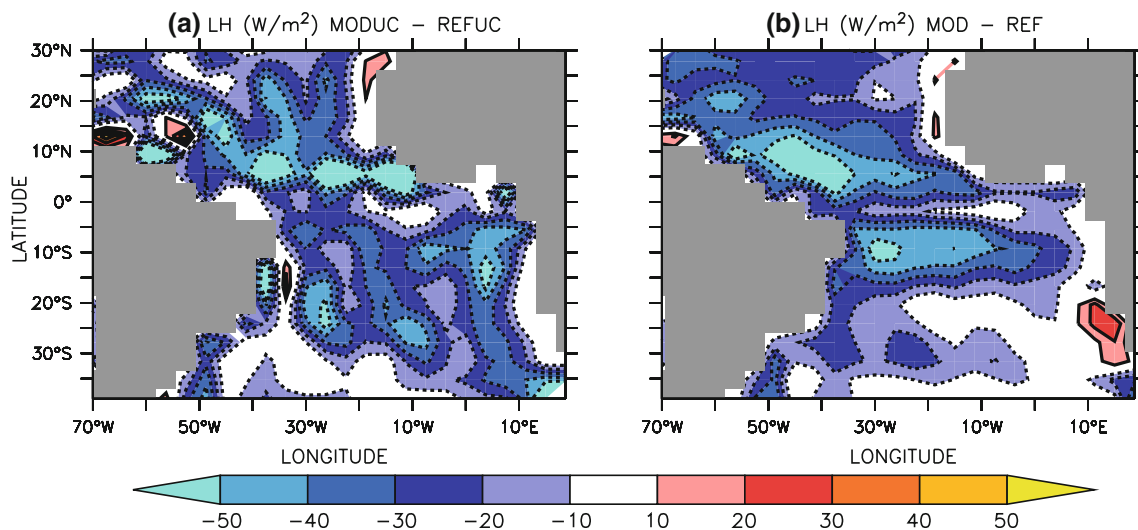 (a) LH (W/m²) MODUC – REFUC
(b) LH (W/m²) MOD – REF
LATITUDE
30°N
20°N
10°N
0°
10°S
20°S
30°S
70°W 50°W 30°W 10°W 10°E
LONGITUDE
30°N
20°N
10°N
0°
10°S
20°S
30°S
70°W 50°W 30°W 10°W 10°E
LONGITUDE
−50 −40 −30 −20 −10 10 20 30 40 50